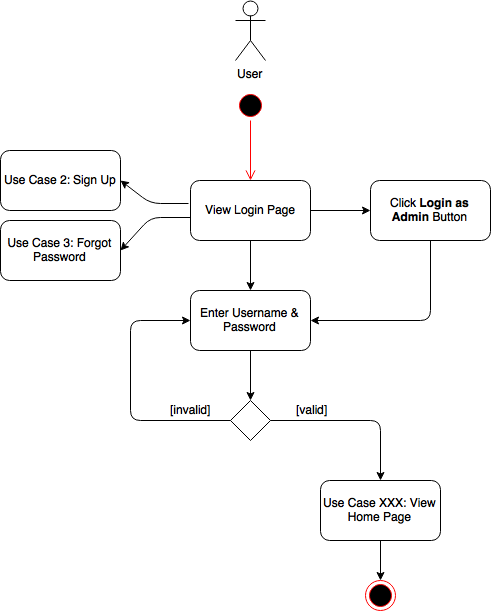 User
Use Case 2: Sign Up
View Login Page
Click Login as
Admin Button
Use Case 3: Forgot
Password
Enter Username &
Password
[invalid]
[valid]
Use Case XXX: View
Home Page